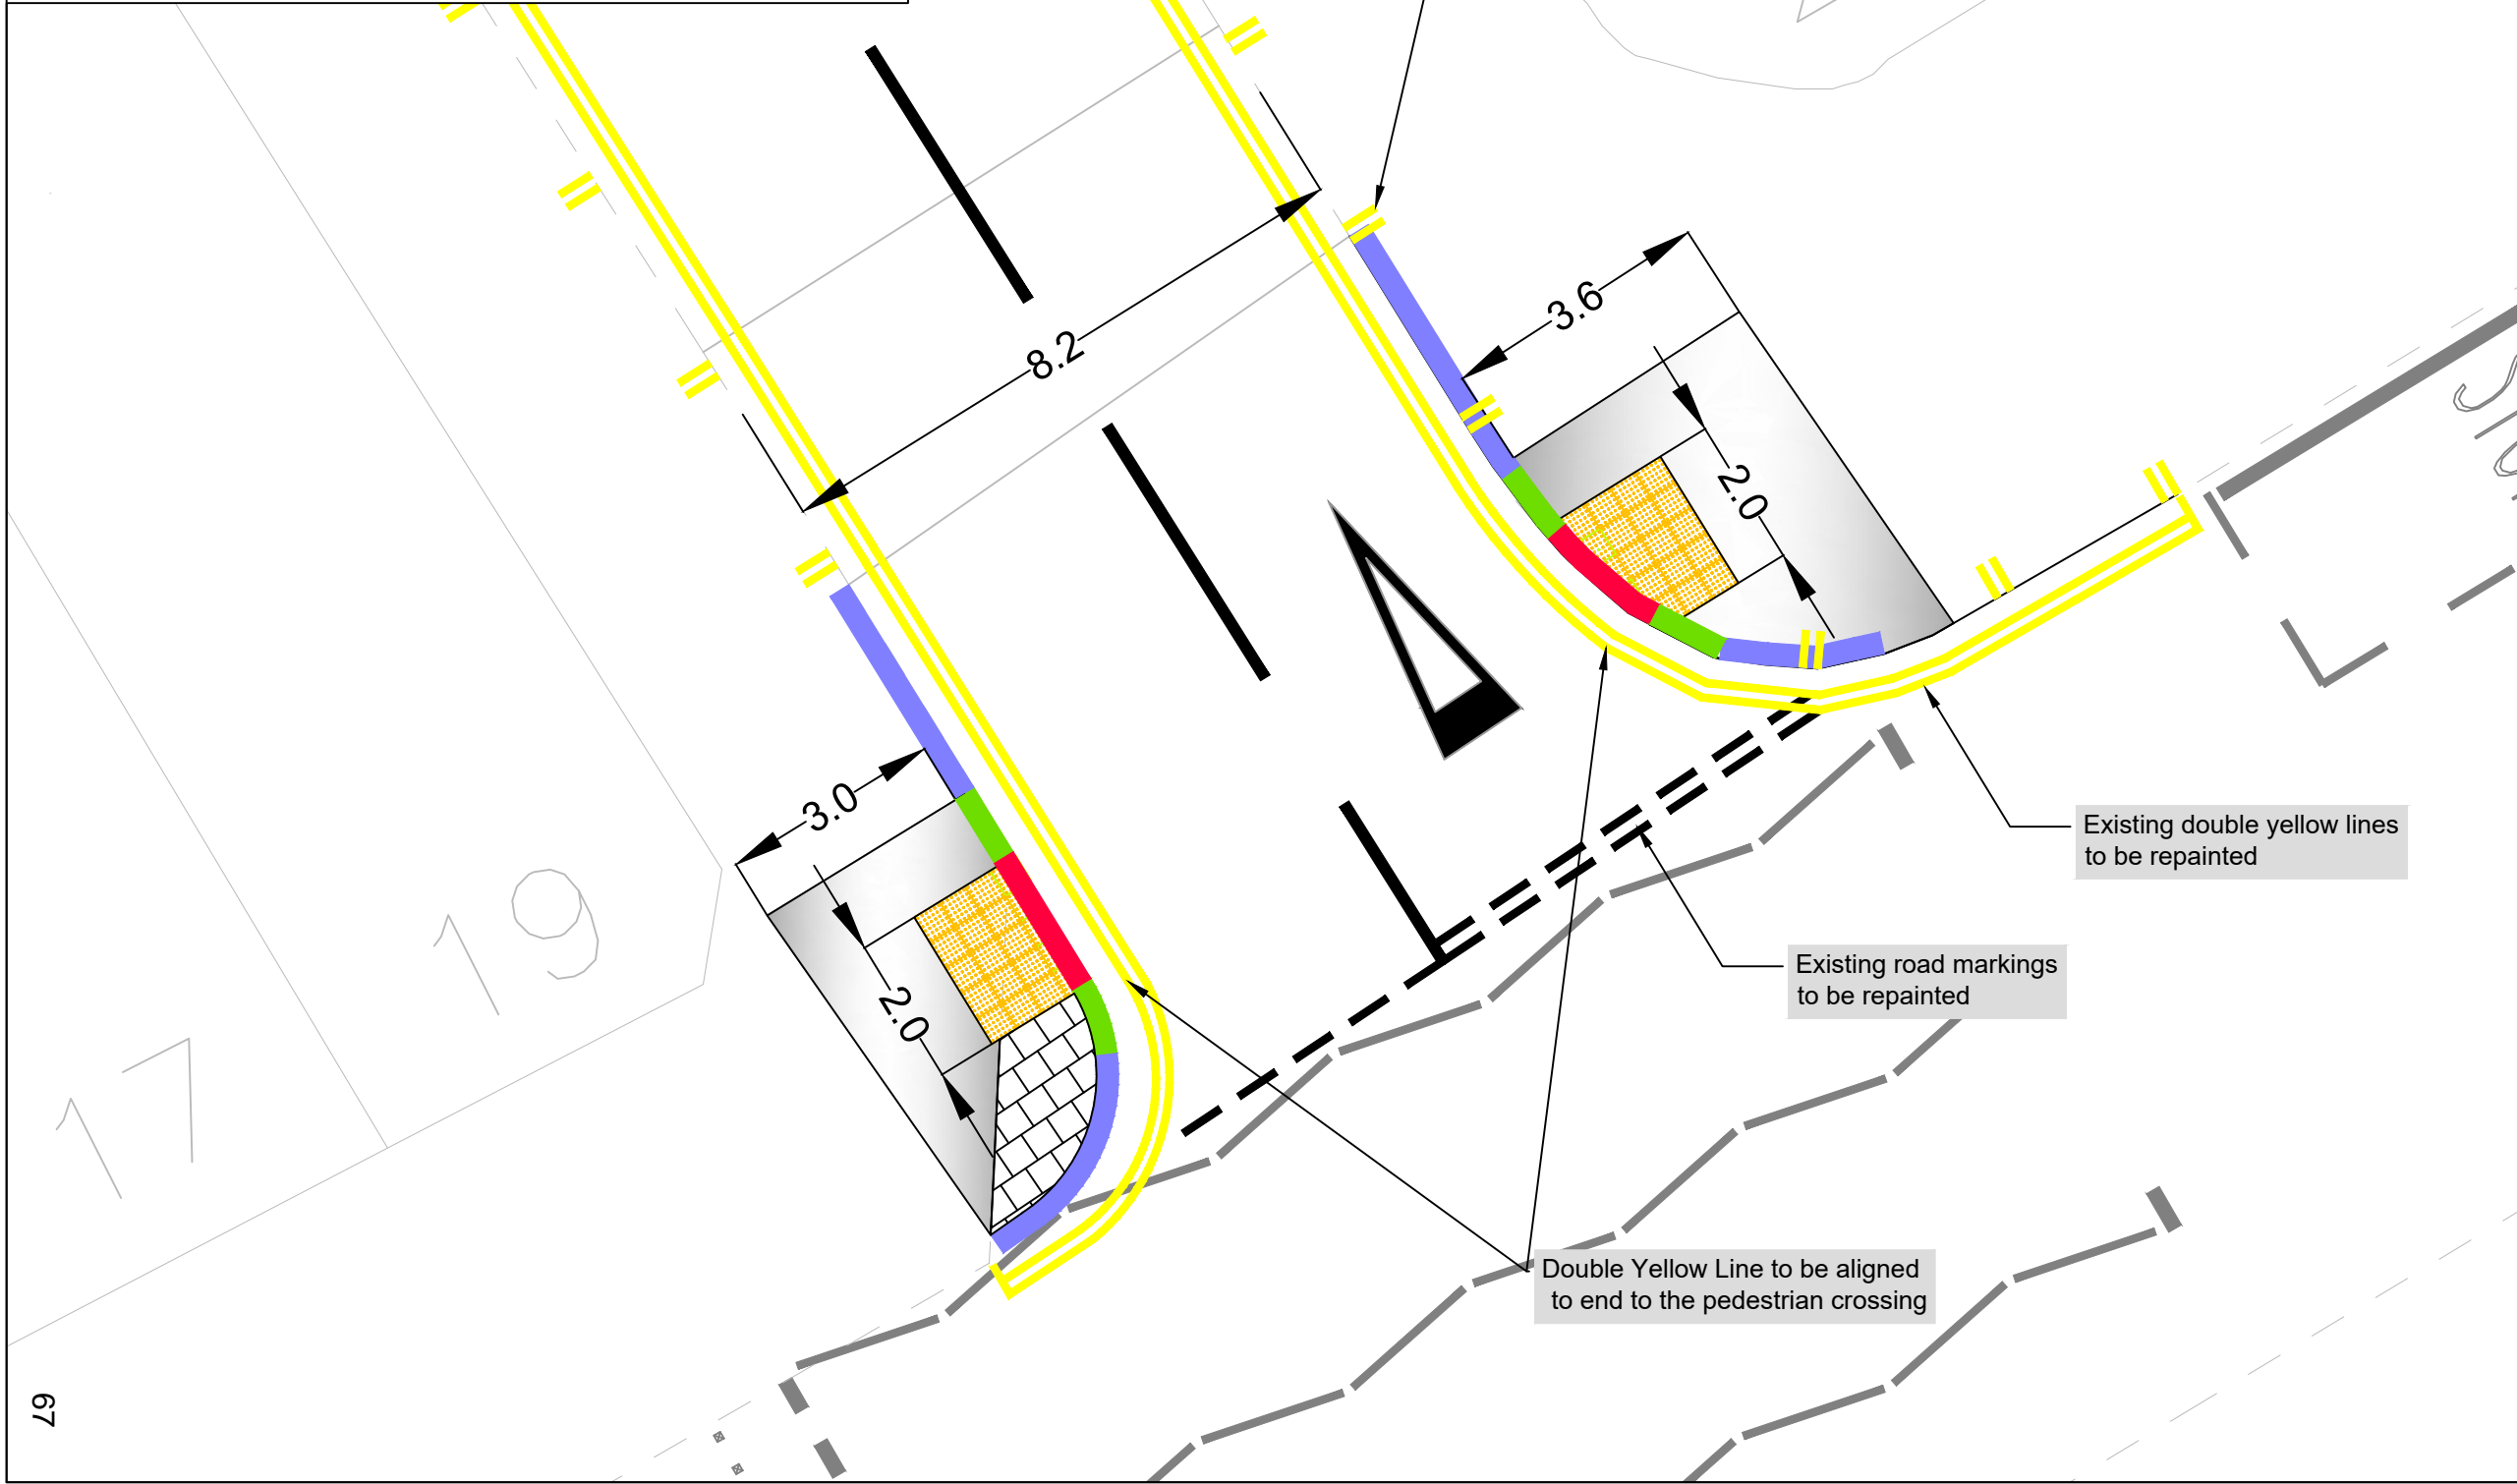 3.6
8.2
2.0
3.0
Existing double yellow lines
to be repainted
19
2.0
Existing road markings
to be repainted
17
Double Yellow Line to be aligned
to end to the pedestrian crossing
67